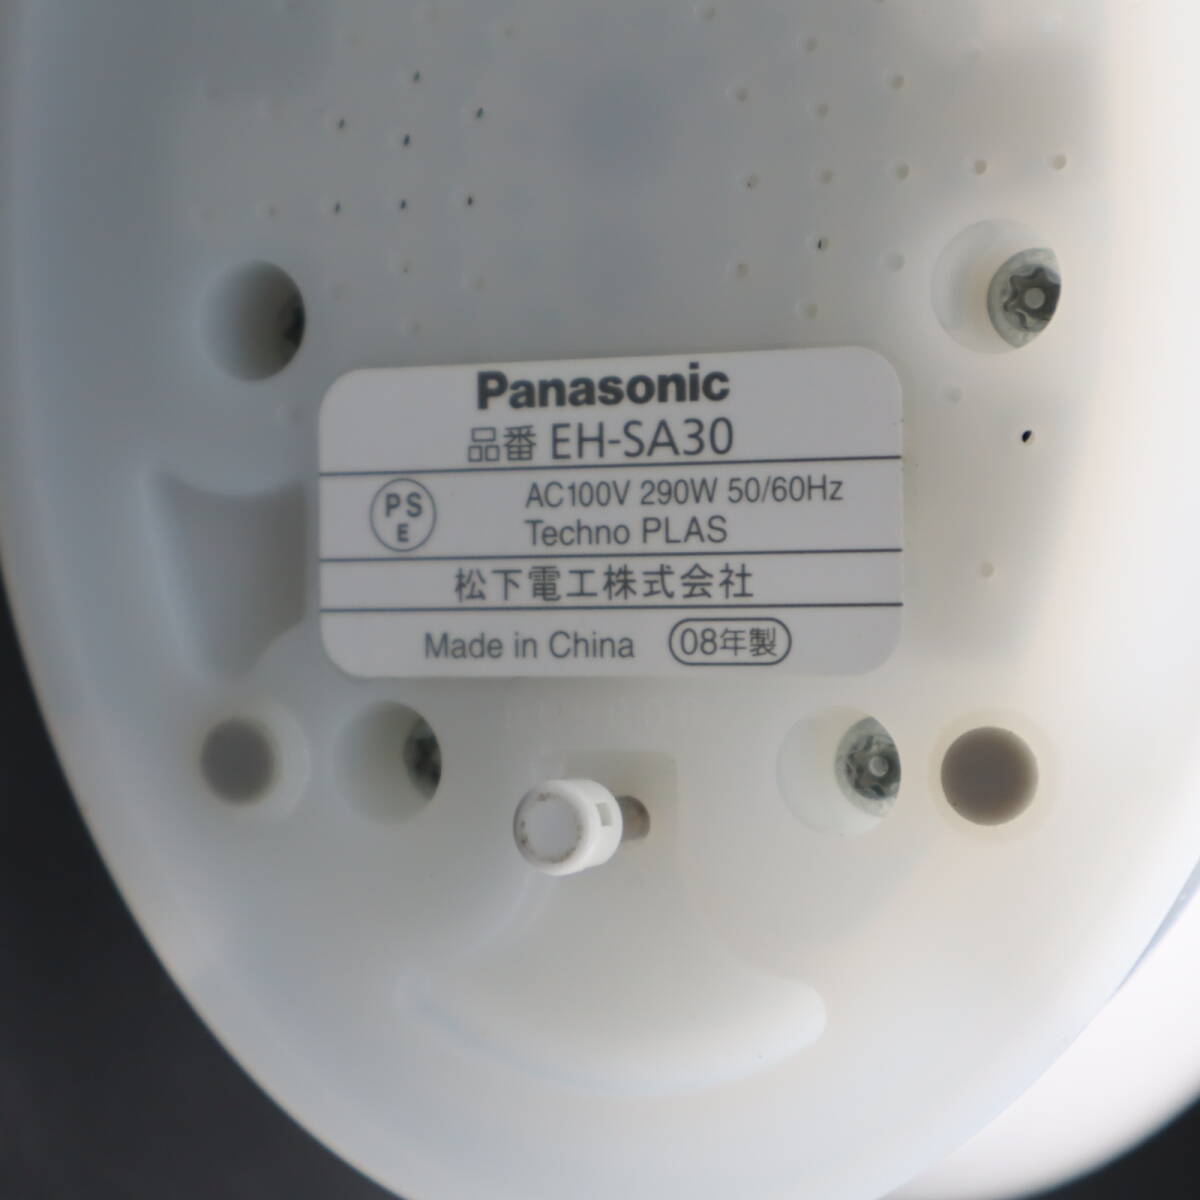 Panasonic
品番 EH-SA30
PS
E
AC100V 290W 50/60Hz
Techno PLAS
松下電工株式会社
Made in China 08年製